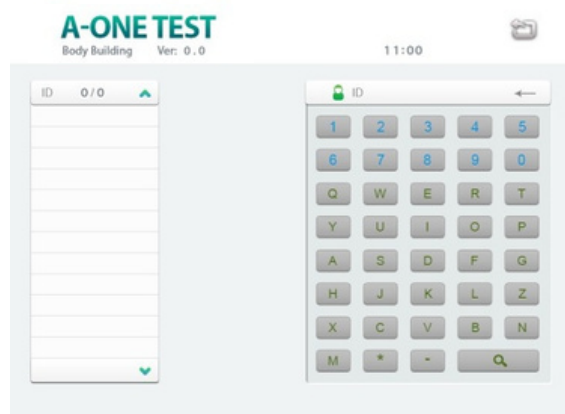 A-ONE TEST
Body Building Ver: 0.0
11:00
ID 0/0
ID
1 2 3 4 5
6 7 8 9 0
Q W E R T
Y U I O P
A S D F G
H J K L Z
X C V B N
M * -